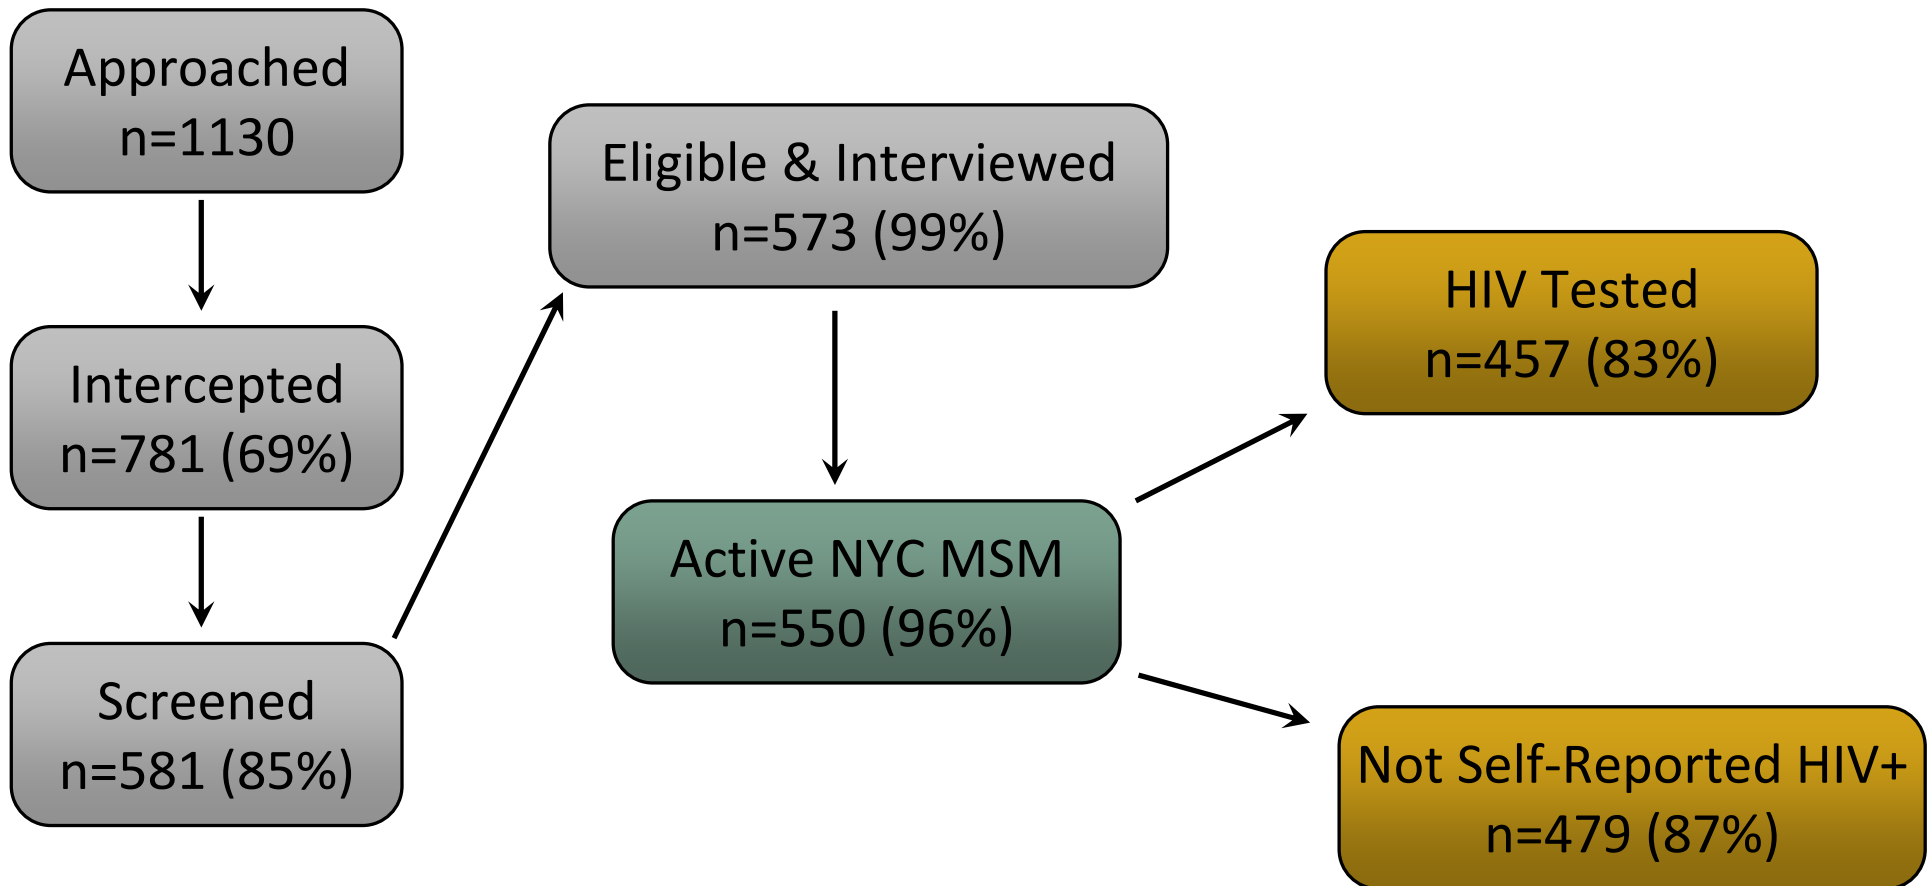 Approached
n=1130
Intercepted
n=781 (69%)
Screened
n=581 (85%)
Eligible & Interviewed
n=573 (99%)
Active NYC MSM
n=550 (96%)
HIV Tested
n=457 (83%)
Not Self-Reported HIV+
n=479 (87%)